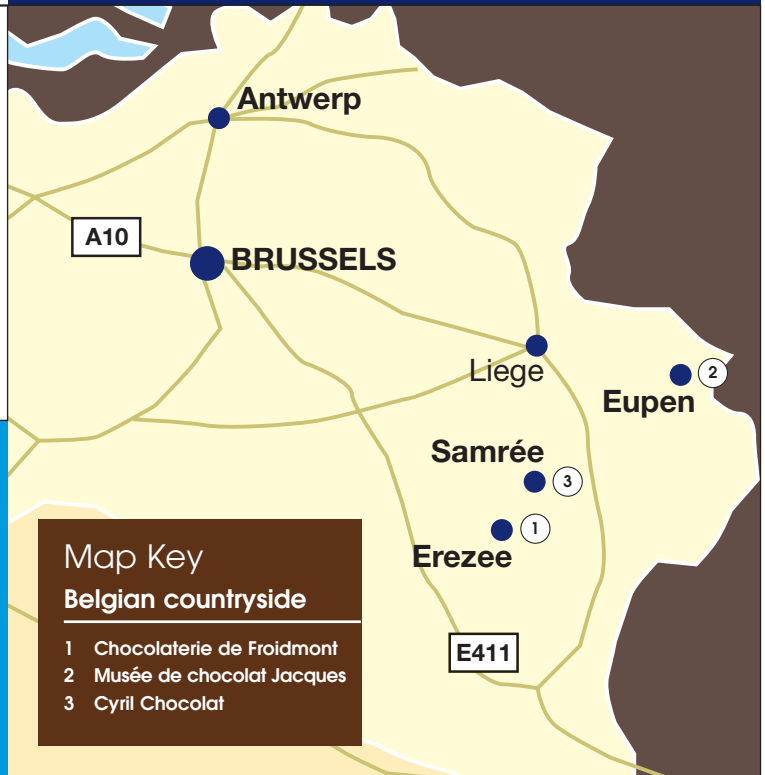 Antwerp
A10
BRUSSELS
Liege
2
Eupen
Samrée
3
1
Erezee
E411
Map Key
Belgian countryside
1 Chocolaterie de Froidmont
2 Musée de chocolat Jacques
3 Cyril Chocolat